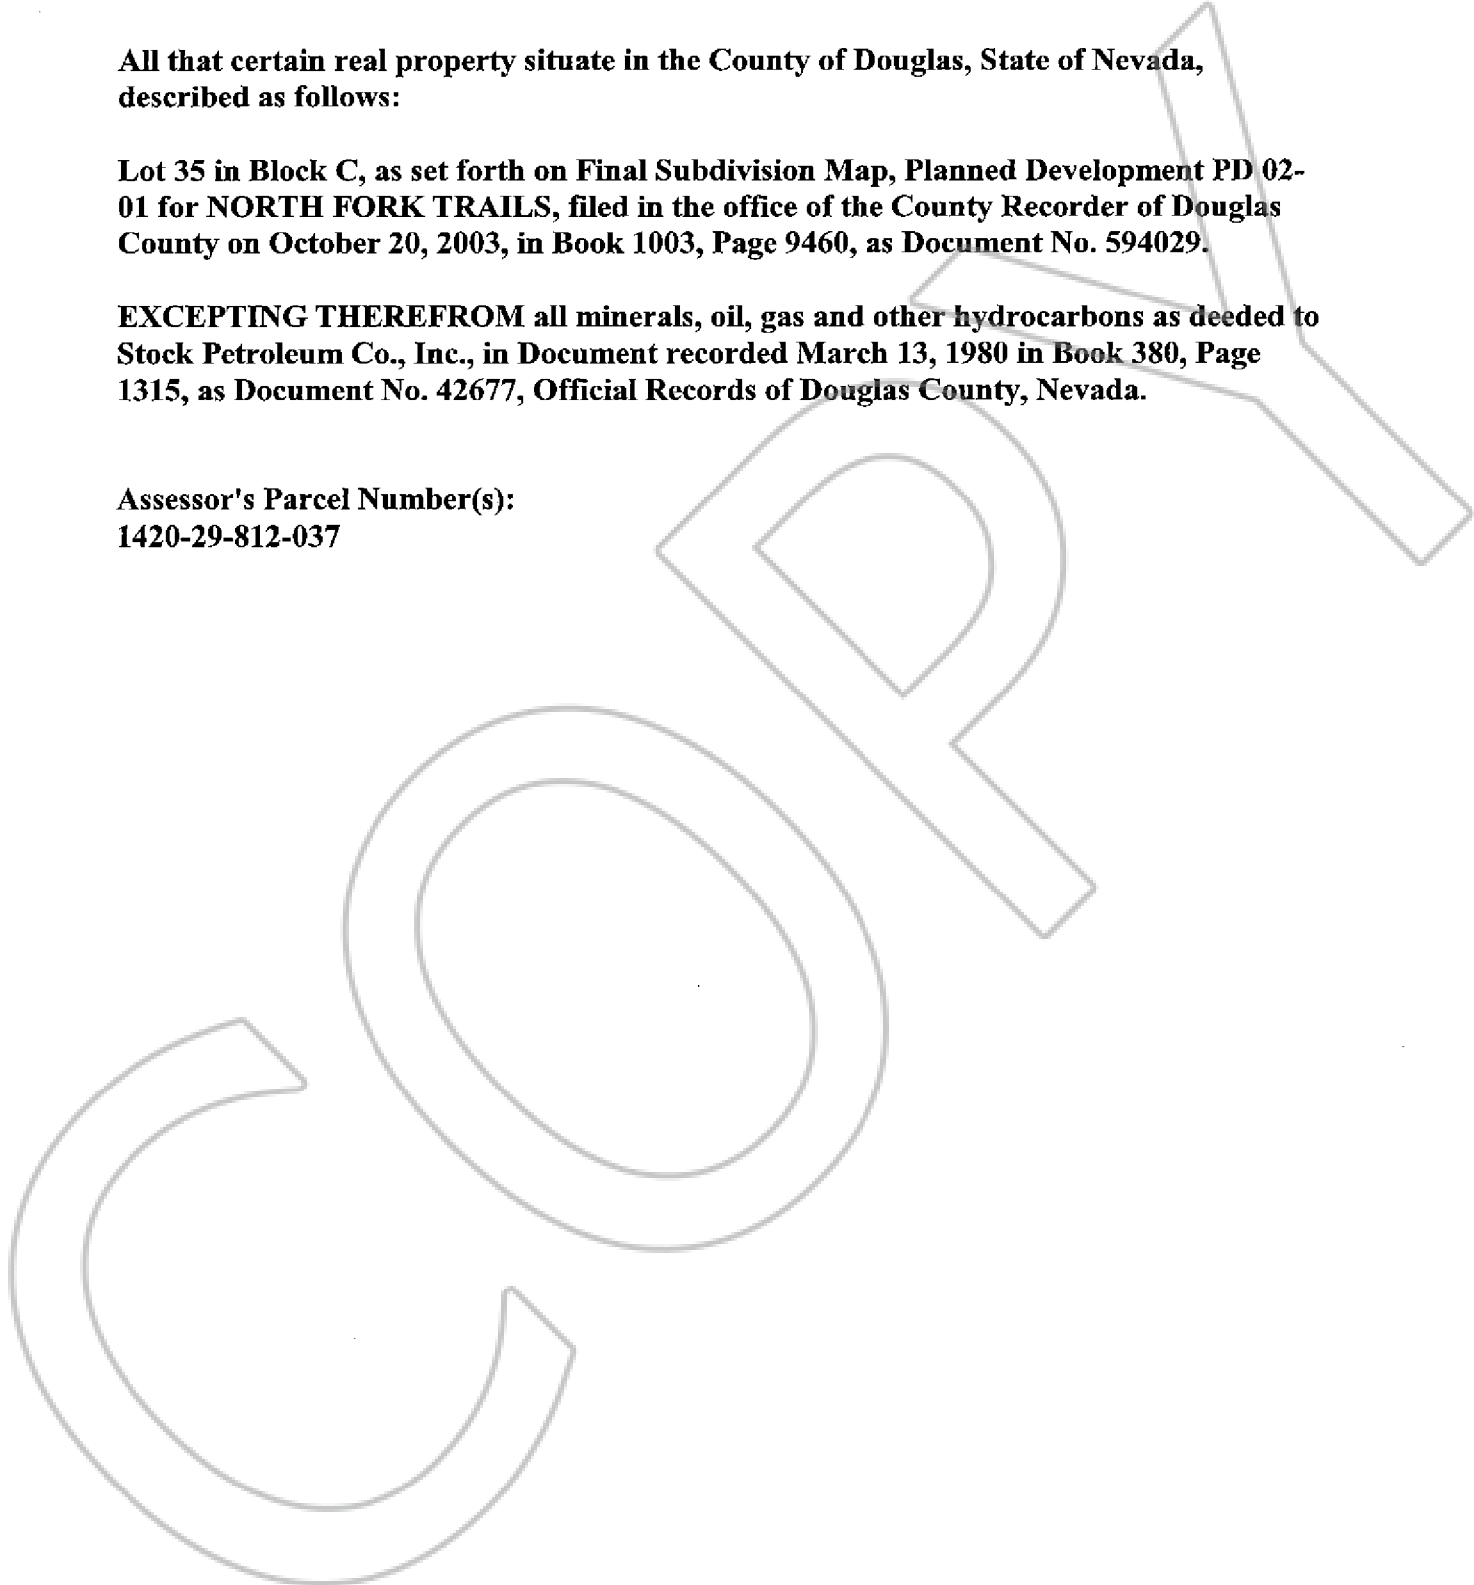 All that certain real property situate in the County of Douglas, State of Nevada,
described as follows:
Lot 35 in Block C, as set forth on Final Subdivision Map, Planned Development PD 02-
01 for NORTH FORK TRAILS, filed in the office of the County Recorder of Douglas
County on October 20, 2003, in Book 1003, Page 9460, as Document No. 594029.
EXCEPTING THEREFROM all minerals, oil, gas and other hydrocarbons as deeded to
Stock Petroleum Co., Inc., in Document recorded March 13, 1980 in Book 380, Page
1315, as Document No. 42677, Official Records of Douglas County, Nevada.
Assessor's Parcel Number(s):
1420-29-812-037
COPY